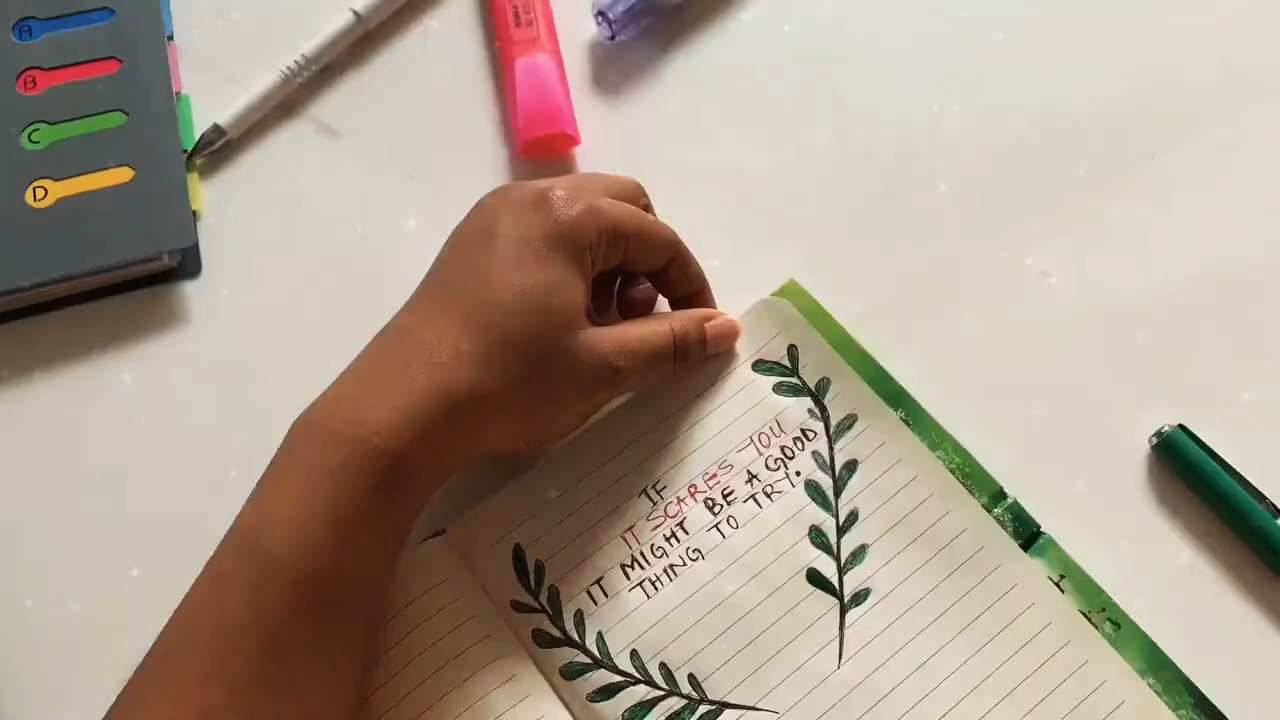 A
B
C
D
IF
IT SCARES YOU
IT MIGHT BE A GOOD
THING TO TRY.